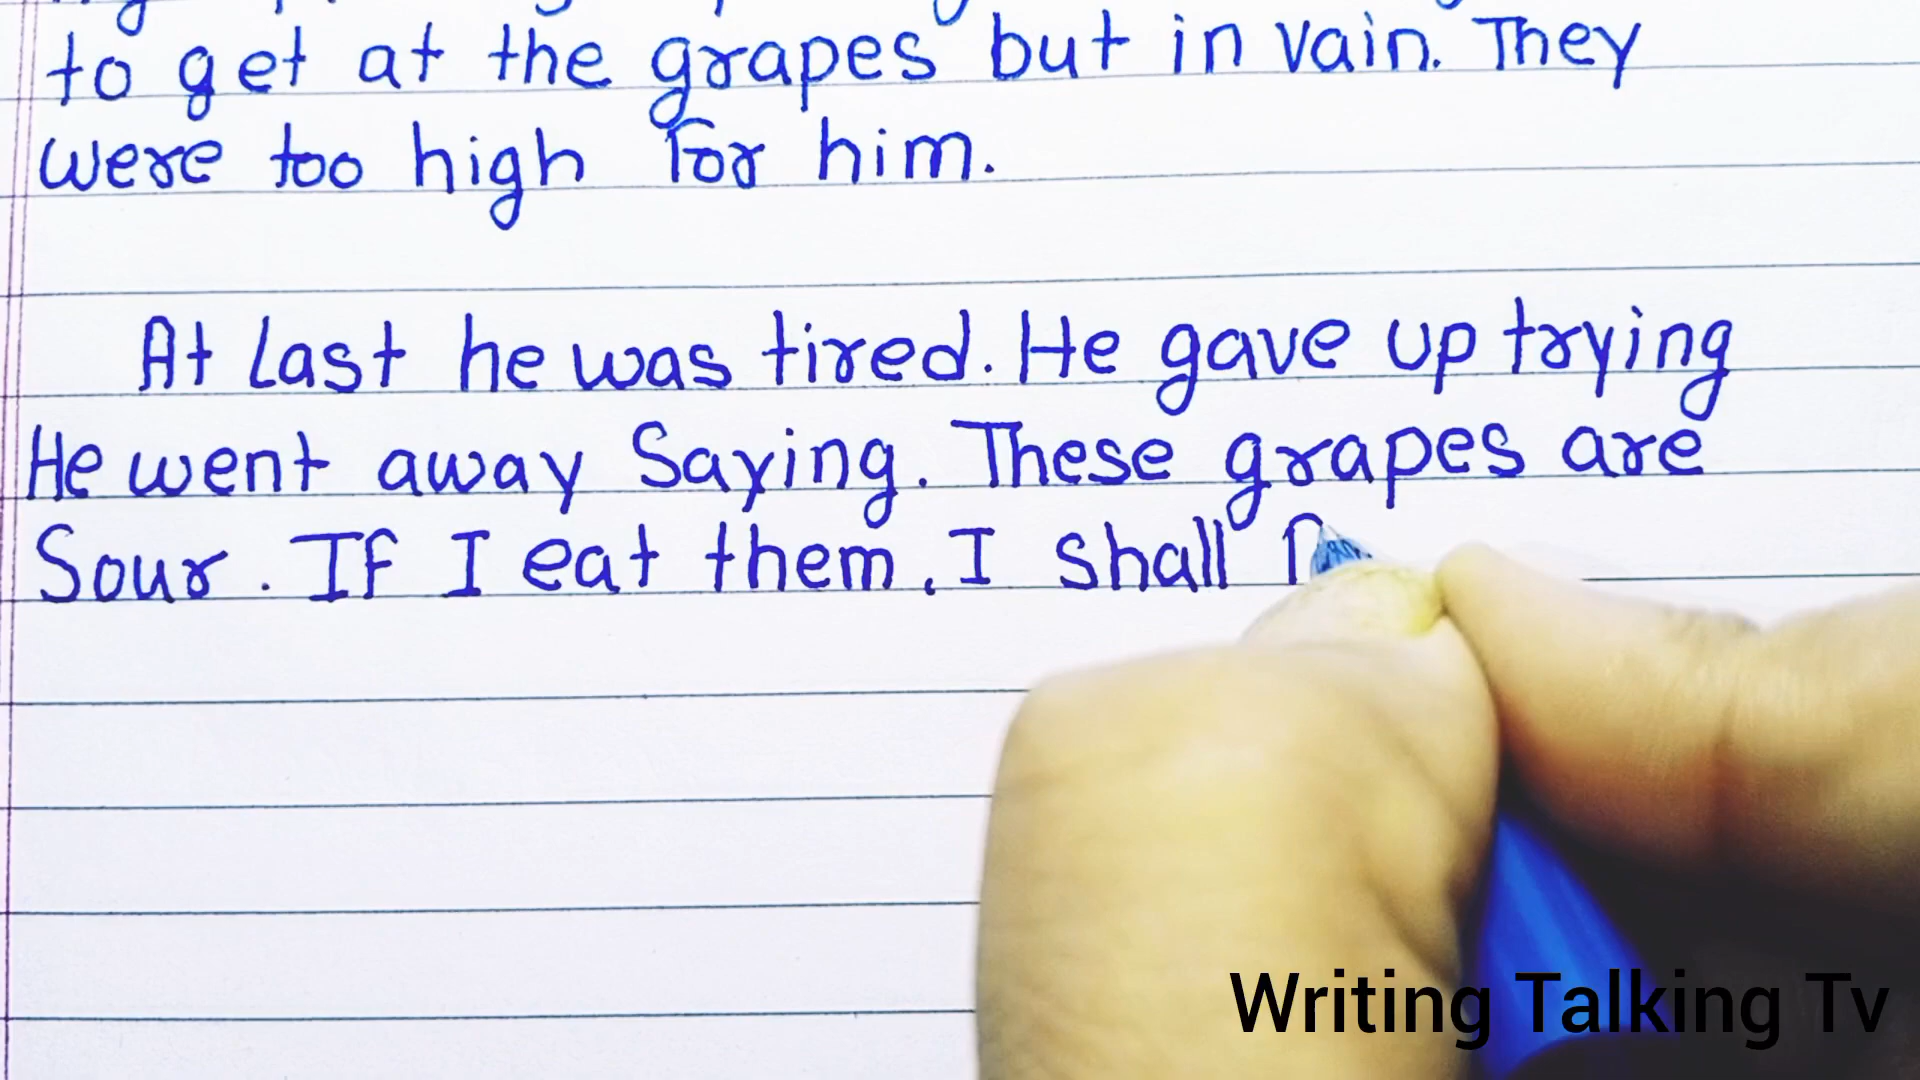 to get at the grapes but in vain. They
were too high for him.
At last he was tired. He gave up trying
He went away Saying. These grapes are
Sour. If I eat them, I shall
Writing Talking Tv